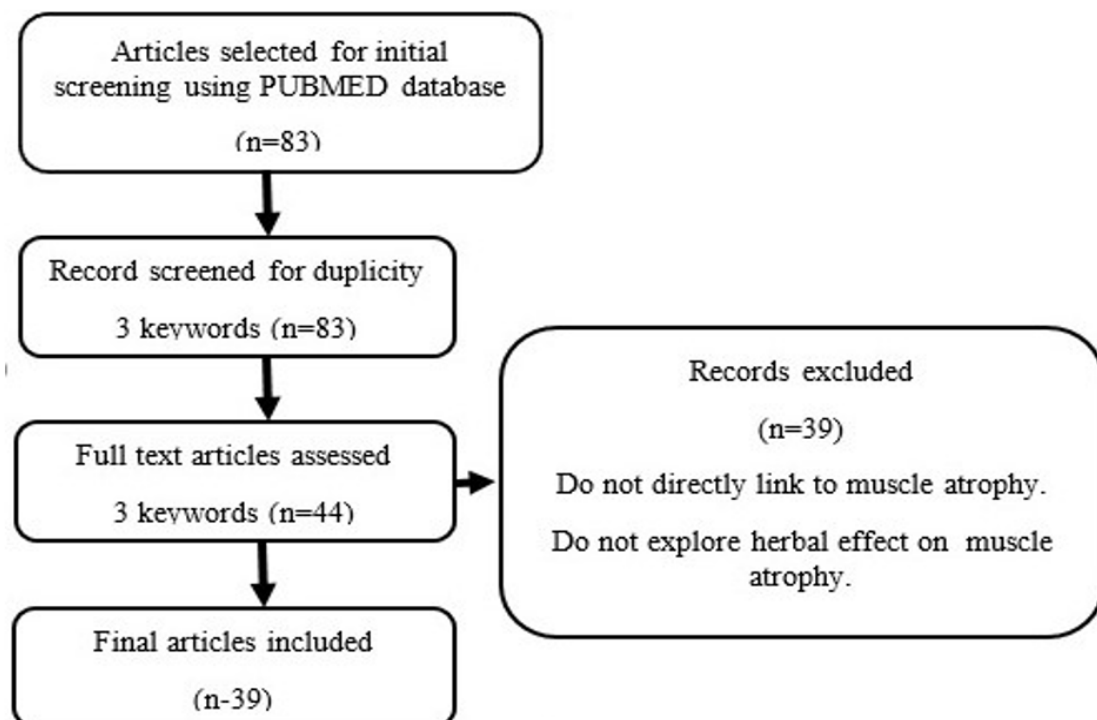 Articles selected for initial
screening using PUBMED database
(n=83)
Record screened for duplicity
3 keywords (n=83)
Full text articles assessed
3 keywords (n=44)
Records excluded
(n=39)
Do not directly link to muscle atrophy.
Do not explore herbal effect on muscle
atrophy.
Final articles included
(n-39)